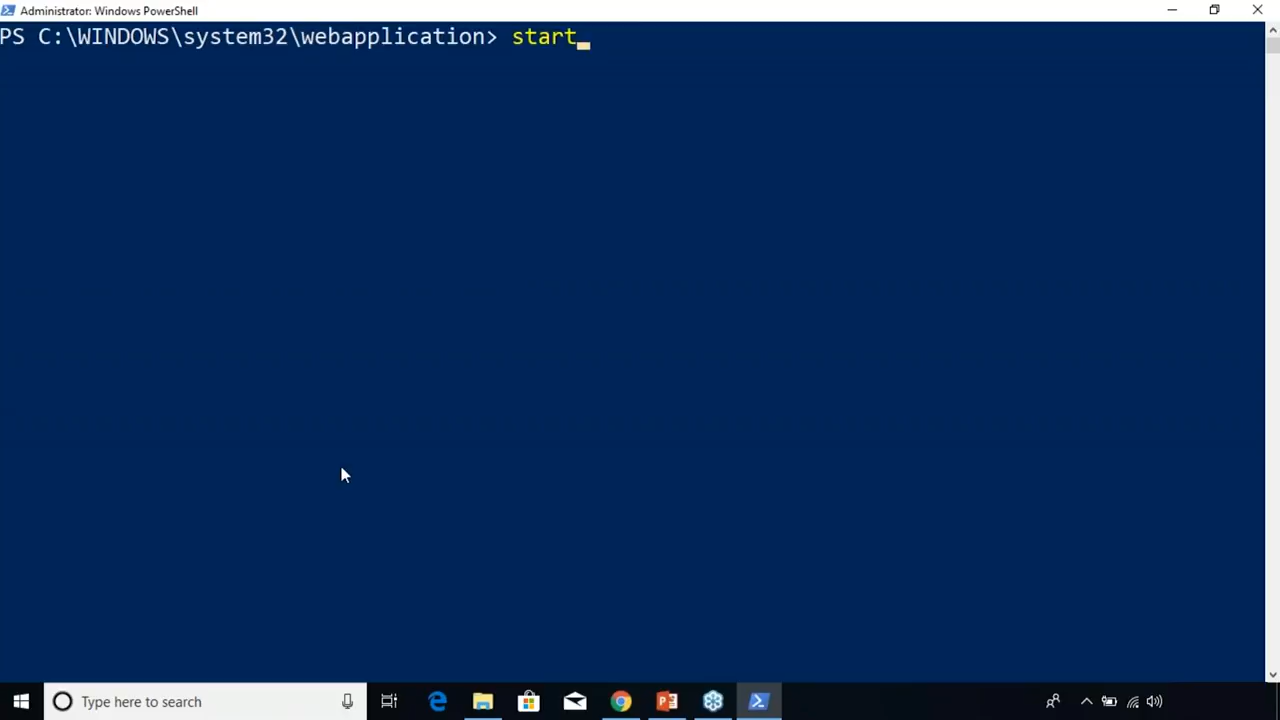 Administrator: Windows PowerShell
PS C:\WINDOWS\system32\webapplication> start
Type here to search